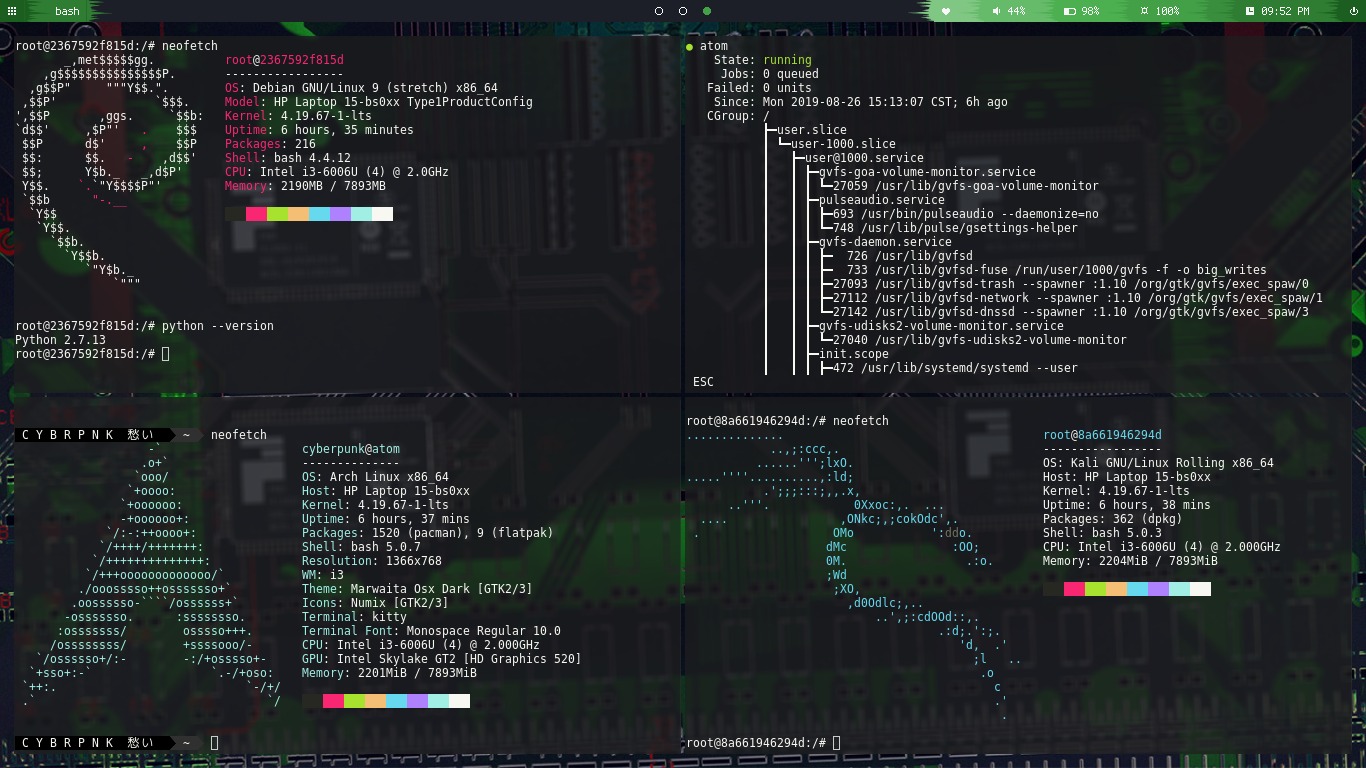 bash
44%
98%
100%
09:52 PM
root@2367592f815d:/# neofetch
root@2367592f815d
-----------------
OS: Debian GNU/Linux 9 (stretch) x86_64
Model: HP Laptop 15-bs0xx Type1ProductConfig
Kernel: 4.19.67-1-lts
Uptime: 6 hours, 35 minutes
Packages: 216
Shell: bash 4.4.12
CPU: Intel i3-6006U (4) @ 2.0GHz
Memory: 2190MB / 7893MB
root@2367592f815d:/# python --version
Python 2.7.13
root@2367592f815d:/#
● atom
State: running
Jobs: 0 queued
Failed: 0 units
Since: Mon 2019-08-26 15:13:07 CST; 6h ago
CGroup: /
├─user.slice
└─user-1000.slice
├─user@1000.service
├─gvfs-goa-volume-monitor.service
└─27059 /usr/lib/gvfs-goa-volume-monitor
├─pulseaudio.service
├─693 /usr/bin/pulseaudio --daemonize=no
└─748 /usr/lib/pulse/gsettings-helper
├─gvfs-daemon.service
├─ 726 /usr/lib/gvfsd
├─ 733 /usr/lib/gvfsd-fuse /run/user/1000/gvfs -f -o big_writes
├─27093 /usr/lib/gvfsd-trash --spawner :1.10 /org/gtk/gvfs/exec_spaw/0
├─27112 /usr/lib/gvfsd-network --spawner :1.10 /org/gtk/gvfs/exec_spaw/1
└─27142 /usr/lib/gvfsd-dnssd --spawner :1.10 /org/gtk/gvfs/exec_spaw/3
├─gvfs-udisks2-volume-monitor.service
└─27040 /usr/lib/gvfs-udisks2-volume-monitor
├─init.scope
├─472 /usr/lib/systemd/systemd --user
ESC
C Y B R P N K 愁い ~ neofetch
cyberpunk@atom
--------------
OS: Arch Linux x86_64
Host: HP Laptop 15-bs0xx
Kernel: 4.19.67-1-lts
Uptime: 6 hours, 37 mins
Packages: 1520 (pacman), 9 (flatpak)
Shell: bash 5.0.7
Resolution: 1366x768
WM: i3
Theme: Marwaita Osx Dark [GTK2/3]
Icons: Numix [GTK2/3]
Terminal: kitty
Terminal Font: Monospace Regular 10.0
CPU: Intel i3-6006U (4) @ 2.000GHz
GPU: Intel Skylake GT2 [HD Graphics 520]
Memory: 2201MiB / 7893MiB
C Y B R P N K 愁い ~
root@8a661946294d:/# neofetch
root@8a661946294d
-----------------
OS: Kali GNU/Linux Rolling x86_64
Host: HP Laptop 15-bs0xx
Kernel: 4.19.67-1-lts
Uptime: 6 hours, 38 mins
Packages: 362 (dpkg)
Shell: bash 5.0.3
CPU: Intel i3-6006U (4) @ 2.000GHz
Memory: 2204MiB / 7893MiB
root@8a661946294d:/#